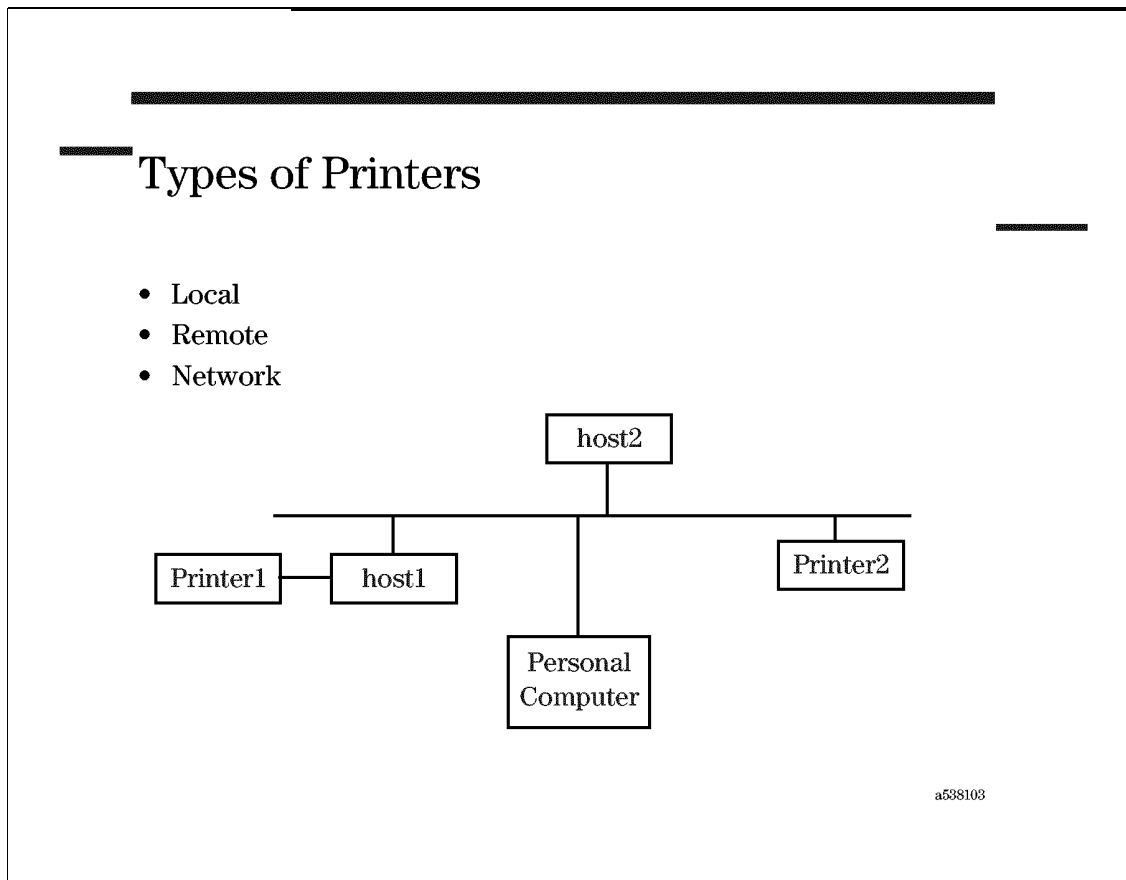 Types of Printers
• Local
• Remote
• Network
host2
Printer1
host1
Printer2
Personal
Computer
a538103